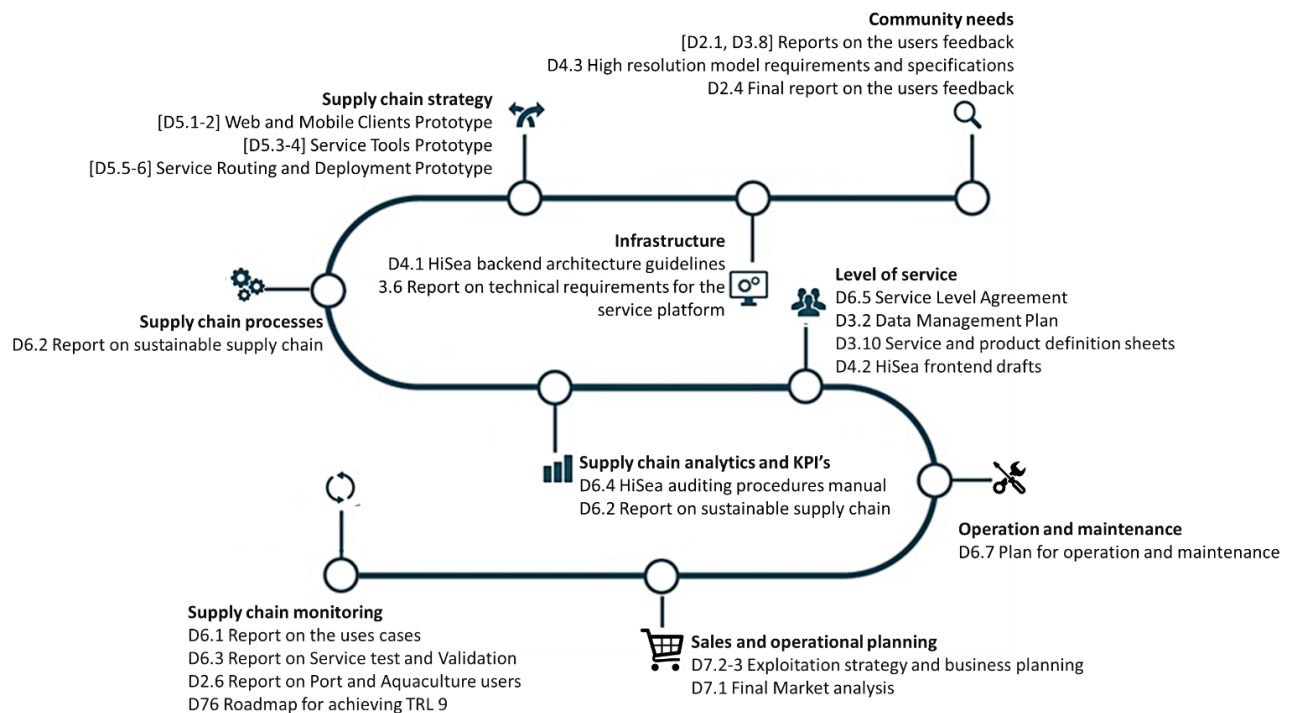 Community needs
[D2.1, D3.8] Reports on the users feedback
D4.3 High resolution model requirements and specifications
D2.4 Final report on the users feedback
Supply chain strategy
[D5.1-2] Web and Mobile Clients Prototype
[D5.3-4] Service Tools Prototype
[D5.5-6] Service Routing and Deployment Prototype
Infrastructure
D4.1 HiSea backend architecture guidelines
3.6 Report on technical requirements for the
service platform
Supply chain processes
D6.2 Report on sustainable supply chain
Level of service
D6.5 Service Level Agreement
D3.2 Data Management Plan
D3.10 Service and product definition sheets
D4.2 HiSea frontend drafts
Supply chain analytics and KPI's
D6.4 HiSea auditing procedures manual
D6.2 Report on sustainable supply chain
Operation and maintenance
D6.7 Plan for operation and maintenance
Supply chain monitoring
D6.1 Report on the uses cases
D6.3 Report on Service test and Validation
D2.6 Report on Port and Aquaculture users
D76 Roadmap for achieving TRL 9
Sales and operational planning
D7.2-3 Exploitation strategy and business planning
D7.1 Final Market analysis